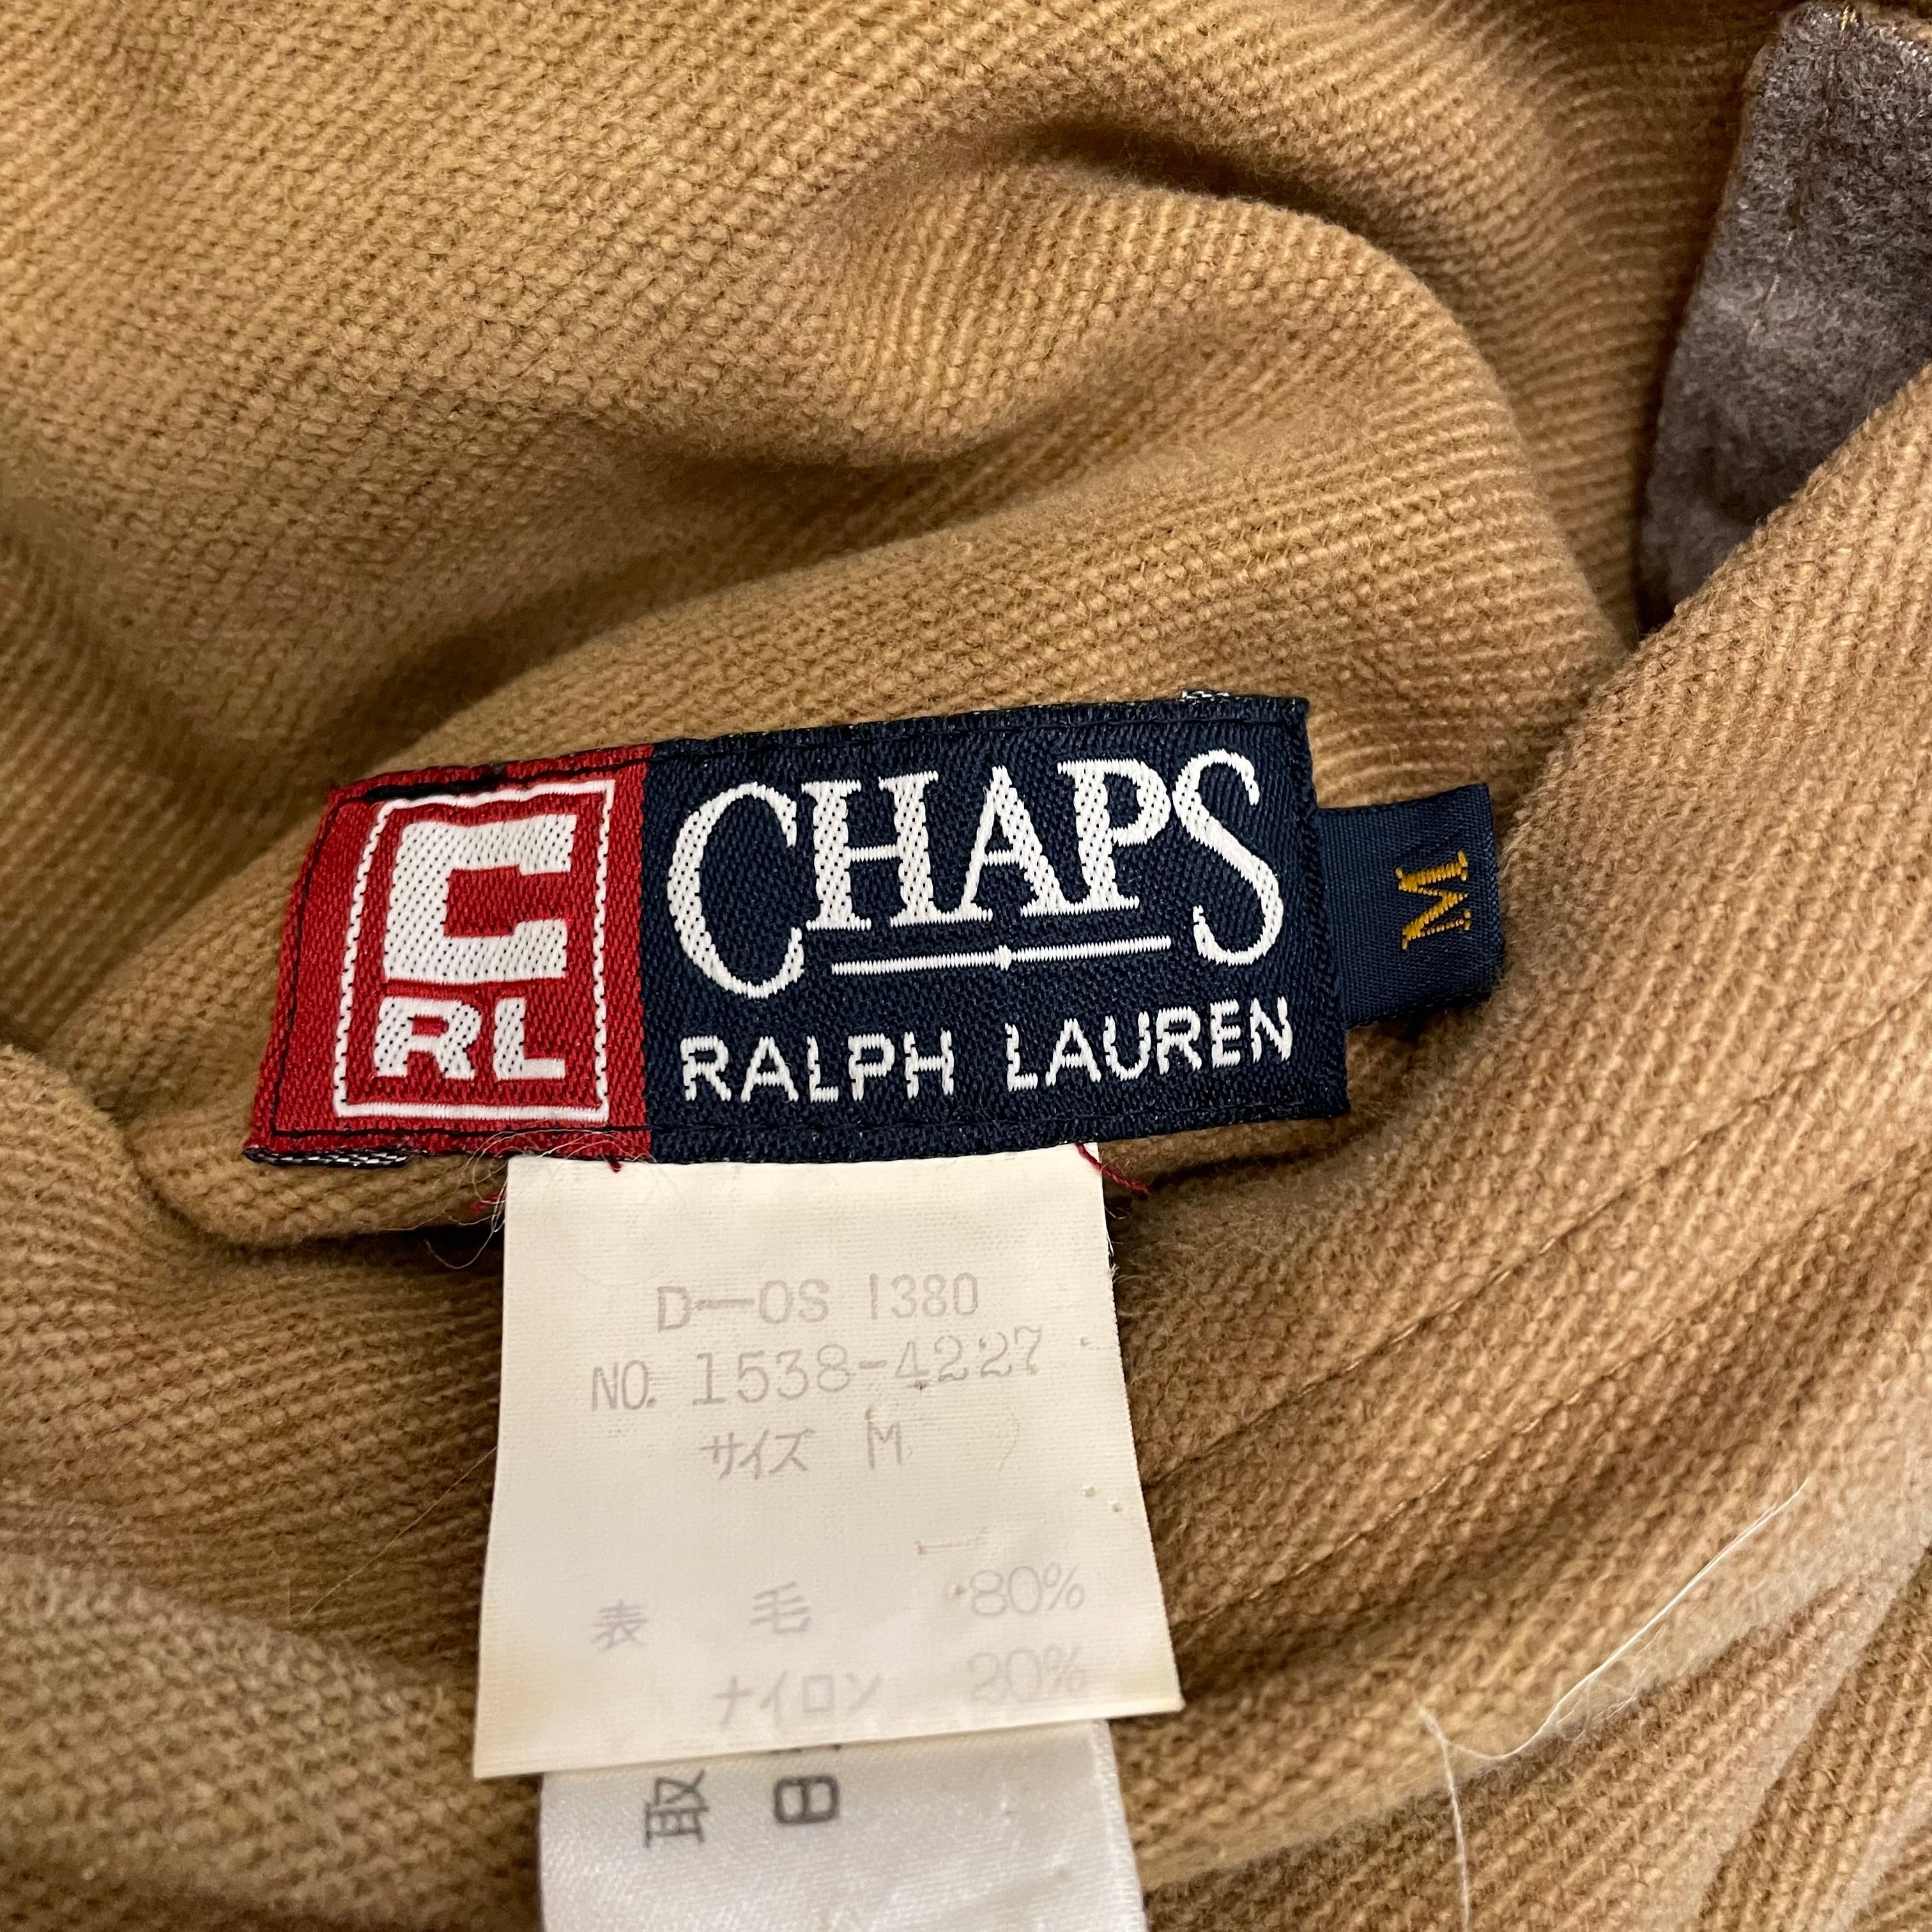 C
RL
CHAPS
RALPH LAUREN
M
D-OS 1380
NO. 1538-4227
サイズ M
表 毛 80%
ナイロン 20%
取